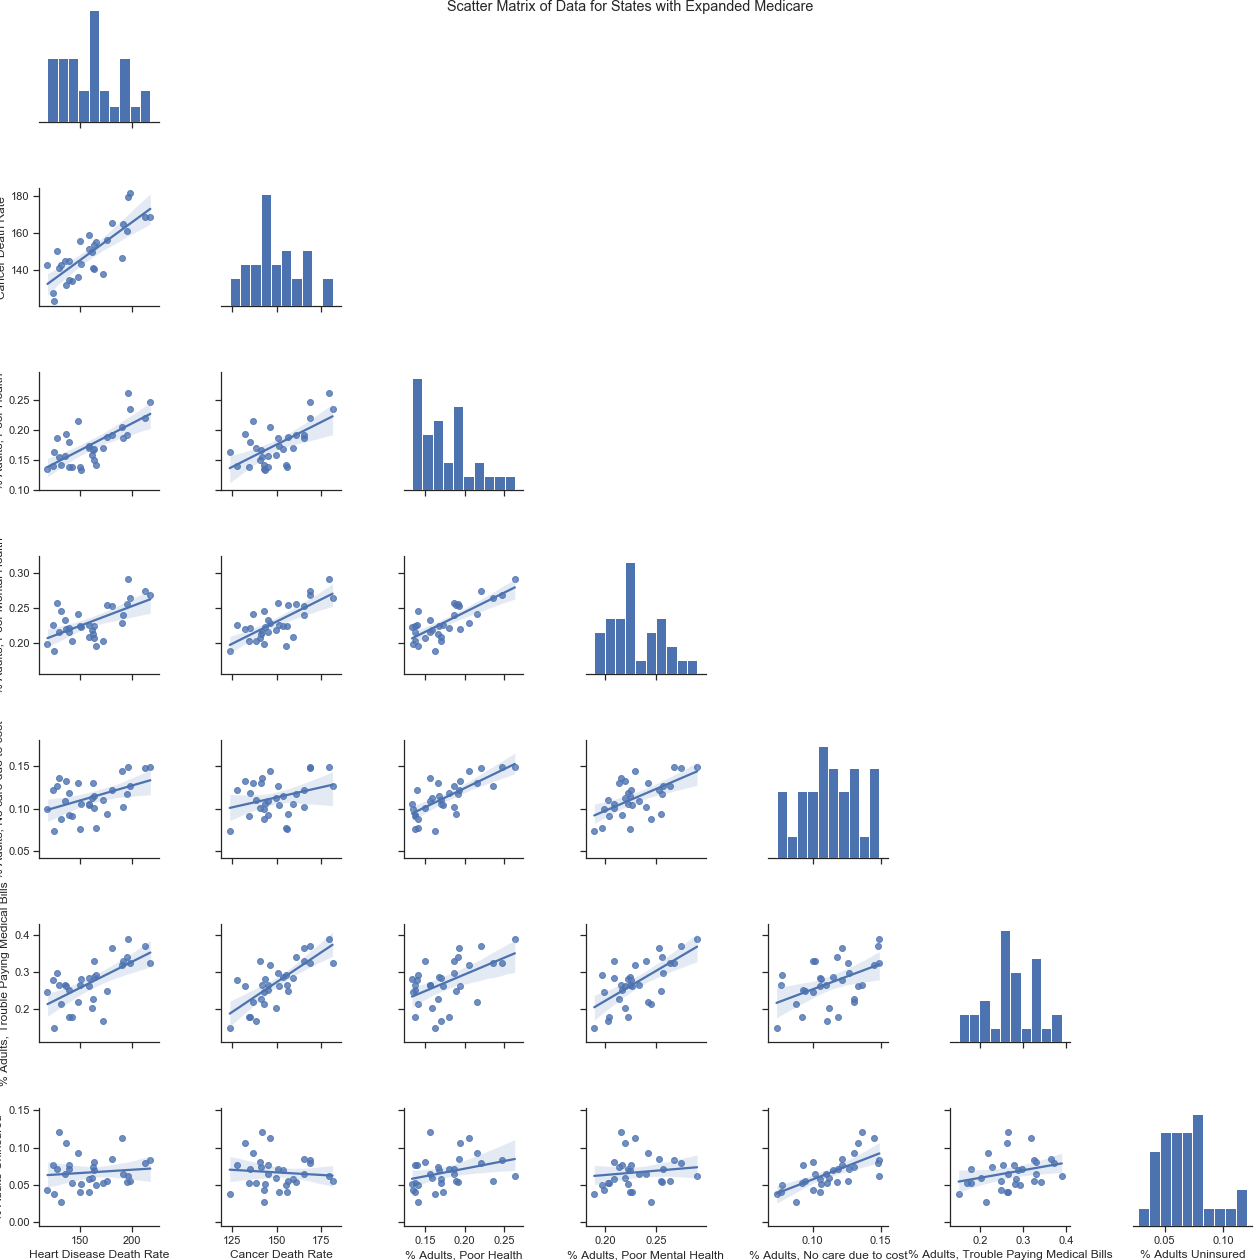 Scatter Matrix of Data for States with Expanded Medicare
180
160
140
Cancer Death Rate
0.25
0.20
0.15
0.10
0.30
0.25
0.20
0.15
0.10
0.05
0.4
0.3
0.2
% Adults, Trouble Paying Medical Bills
0.15
0.10
0.05
0.00
150 200
125 150 175
0.15 0.20 0.25
0.20 0.25
0.10 0.15
0.2 0.3 0.4
0.05 0.10
Heart Disease Death Rate
Cancer Death Rate
% Adults, Poor Health
% Adults, Poor Mental Health
% Adults, No care due to cost
% Adults, Trouble Paying Medical Bills
% Adults Uninsured